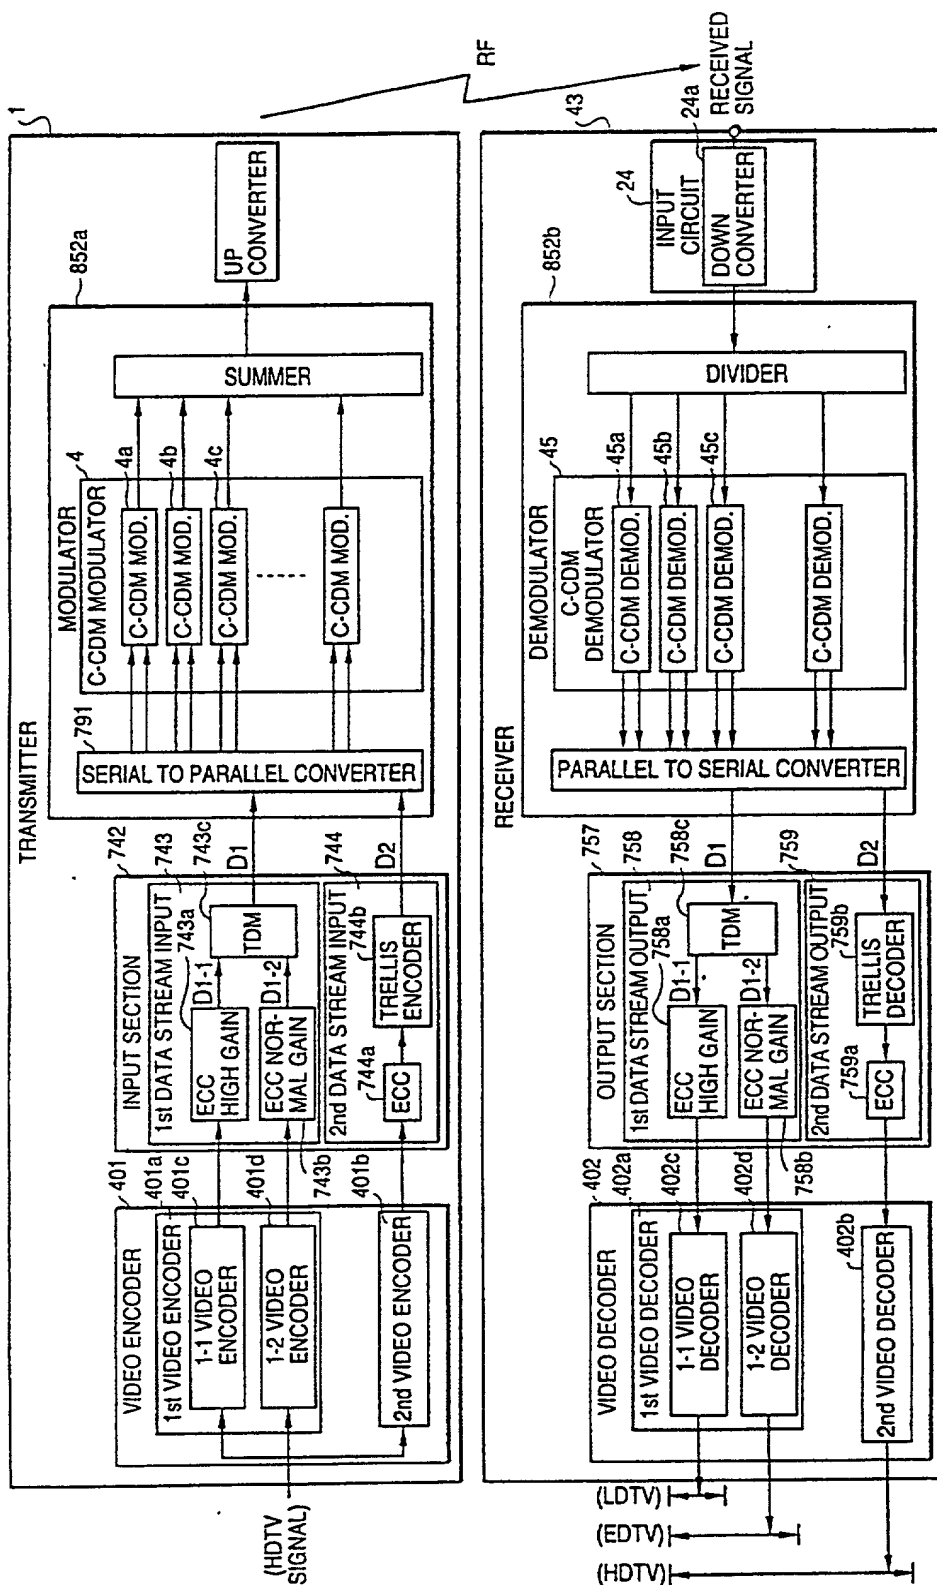 TRANSMITTER
1
VIDEO ENCODER
401
1st VIDEO ENCODER
401a
1-1 VIDEO
ENCODER
401c
1-2 VIDEO
ENCODER
401d
2nd VIDEO ENCODER
401b
(HDTV
SIGNAL)
INPUT SECTION
742
1st DATA STREAM INPUT
743
ECC
HIGH GAIN
743a
D1-1
ECC NOR-
MAL GAIN
743b
D1-2
TDM
743c
2nd DATA STREAM INPUT
744
ECC
744a
TRELLIS
ENCODER
744b
D1
D2
852a
SERIAL TO PARALLEL CONVERTER
791
MODULATOR
C-CDM MODULATOR
4
C-CDM MOD.
4a
C-CDM MOD.
4b
C-CDM MOD.
4c
C-CDM MOD.
SUMMER
UP
CONVERTER
RF
RECEIVER
43
RECEIVED
SIGNAL
INPUT
CIRCUIT
24
DOWN
CONVERTER
24a
852b
DIVIDER
DEMODULATOR
C-CDM
DEMODULATOR
45
C-CDM DEMOD.
45a
C-CDM DEMOD.
45b
C-CDM DEMOD.
45c
C-CDM DEMOD.
PARALLEL TO SERIAL CONVERTER
D1
D2
OUTPUT SECTION
757
1st DATA STREAM OUTPUT
758
TDM
758c
D1-1
D1-2
ECC
HIGH GAIN
758a
ECC NOR-
MAL GAIN
758b
2nd DATA STREAM OUTPUT
759
TRELLIS
DECODER
759b
ECC
759a
VIDEO DECODER
402
1st VIDEO DECODER
402a
1-1 VIDEO
DECODER
402c
1-2 VIDEO
DECODER
402d
2nd VIDEO DECODER
402b
(LDTV)
(EDTV)
(HDTV)